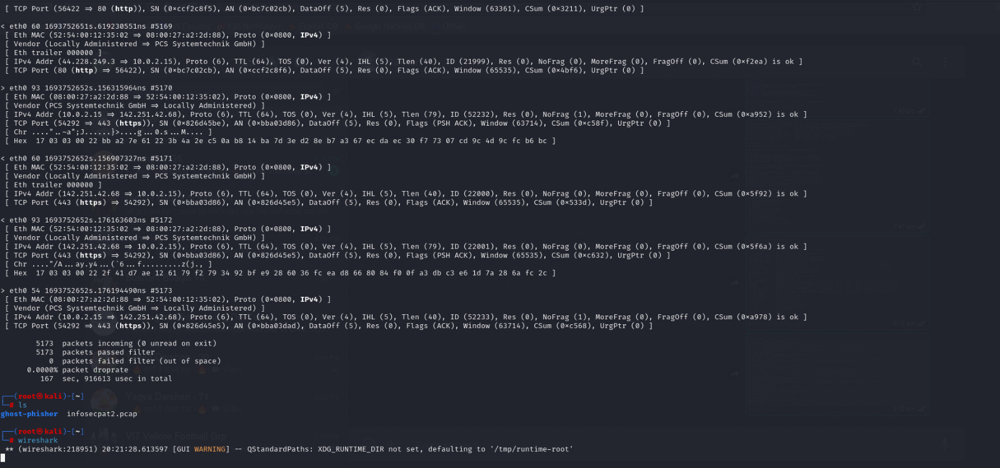 [ TCP Port (56422 => 80 (http)), SN (0×ccf2c8f5), AN (0×bc7c02cb), DataOff (5), Res (0), Flags (ACK), Window (63361), CSum (0×3211), UrgPtr (0) ]
< eth0 60 1693752651s.619230551ns #5169
[ Eth MAC (52:54:00:12:35:02 => 08:00:27:a2:2d:88), Proto (0×0800, IPv4) ]
[ Vendor (Locally Administered => PCS Systemtechnik GmbH) ]
[ Eth trailer 000000 ]
[ IPv4 Addr (44.228.249.3 => 10.0.2.15), Proto (6), TTL (64), TOS (0), Ver (4), IHL (5), Tlen (40), ID (21999), Res (0), NoFrag (0), MoreFrag (0), FragOff (0), CSum (0×f2ea) is ok ]
[ TCP Port (80 (http) => 56422), SN (0×bc7c02cb), AN (0×ccf2c8f6), DataOff (5), Res (0), Flags (ACK), Window (65535), CSum (0×4bf6), UrgPtr (0) ]
> eth0 93 1693752652s.156315964ns #5170
[ Eth MAC (08:00:27:a2:2d:88 => 52:54:00:12:35:02), Proto (0×0800, IPv4) ]
[ Vendor (PCS Systemtechnik GmbH => Locally Administered) ]
[ IPv4 Addr (10.0.2.15 => 142.251.42.68), Proto (6), TTL (64), TOS (0), Ver (4), IHL (5), Tlen (79), ID (52232), Res (0), NoFrag (1), MoreFrag (0), FragOff (0), CSum (0×a952) is ok ]
[ TCP Port (54292 => 443 (https)), SN (0×826d45be), AN (0×bba03d86), DataOff (5), Res (0), Flags (PSH ACK), Window (63714), CSum (0×c58f), UrgPtr (0) ]
[ Chr ...."..~a";J......}>....g...0.s...M.... ]
[ Hex  17 03 03 00 22 bb a2 7e 61 22 3b 4a 2e c5 0a b8 14 ba 7d 3e d2 8e b7 a3 67 ec da ec 30 f7 73 07 cd 9c 4d 9c fc b6 bc ]
< eth0 60 1693752652s.156907327ns #5171
[ Eth MAC (52:54:00:12:35:02 => 08:00:27:a2:2d:88), Proto (0×0800, IPv4) ]
[ Vendor (Locally Administered => PCS Systemtechnik GmbH) ]
[ Eth trailer 000000 ]
[ IPv4 Addr (142.251.42.68 => 10.0.2.15), Proto (6), TTL (64), TOS (0), Ver (4), IHL (5), Tlen (40), ID (22000), Res (0), NoFrag (0), MoreFrag (0), FragOff (0), CSum (0×5f92) is ok ]
[ TCP Port (443 (https) => 54292), SN (0×bba03d86), AN (0×826d45e5), DataOff (5), Res (0), Flags (ACK), Window (65535), CSum (0×533d), UrgPtr (0) ]
< eth0 93 1693752652s.176163603ns #5172
[ Eth MAC (52:54:00:12:35:02 => 08:00:27:a2:2d:88), Proto (0×0800, IPv4) ]
[ Vendor (Locally Administered => PCS Systemtechnik GmbH) ]
[ IPv4 Addr (142.251.42.68 => 10.0.2.15), Proto (6), TTL (64), TOS (0), Ver (4), IHL (5), Tlen (79), ID (22001), Res (0), NoFrag (0), MoreFrag (0), FragOff (0), CSum (0×5f6a) is ok ]
[ TCP Port (443 (https) => 54292), SN (0×bba03d86), AN (0×826d45e5), DataOff (5), Res (0), Flags (PSH ACK), Window (65535), CSum (0×c632), UrgPtr (0) ]
[ Chr ...."/A...ay.y4...(`6...f.........z(j., ]
[ Hex  17 03 03 00 22 2f 41 d7 ae 12 61 79 f2 79 34 92 bf e9 28 60 36 fc ea d8 66 80 84 f0 0f a3 db c3 e6 1d 7a 28 6a fc 2c ]
> eth0 54 1693752652s.176194490ns #5173
[ Eth MAC (08:00:27:a2:2d:88 => 52:54:00:12:35:02), Proto (0×0800, IPv4) ]
[ Vendor (PCS Systemtechnik GmbH => Locally Administered) ]
[ IPv4 Addr (10.0.2.15 => 142.251.42.68), Proto (6), TTL (64), TOS (0), Ver (4), IHL (5), Tlen (40), ID (52233), Res (0), NoFrag (1), MoreFrag (0), FragOff (0), CSum (0×a978) is ok ]
[ TCP Port (54292 => 443 (https)), SN (0×826d45e5), AN (0×bba03dad), DataOff (5), Res (0), Flags (ACK), Window (63714), CSum (0×c568), UrgPtr (0) ]
5173  packets incoming (0 unread on exit)
5173  packets passed filter
0  packets failed filter (out of space)
0.0000% packet droprate
167  sec, 916613 usec in total
┌──(root㉿kali)-[~]
└─# ls
ghost-phisher  infosecpat2.pcap
Yagya Darshan - 71
┌──(root㉿kali)-[~]
VIT Vellore Football Grp
└─# wireshark
** (wireshark:218951) 20:21:28.613597 [GUI WARNING] -- QStandardPaths: XDG_RUNTIME_DIR not set, defaulting to '/tmp/runtime-root'